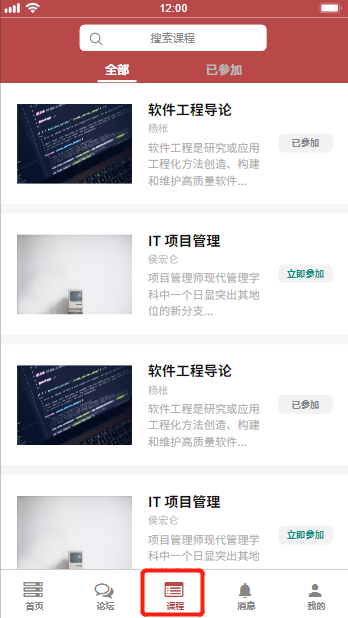 12:00
搜索课程
全部
已参加
软件工程导论
杨枨
软件工程是研究或应用
工程化方法创造、构建
和维护高质量软件...
已参加
IT 项目管理
侯宏仑
项目管理师现代管理学
科中一个日显突出其地
位的新分支...
立即参加
软件工程导论
杨枨
软件工程是研究或应用
工程化方法创造、构建
和维护高质量软件...
已参加
IT 项目管理
侯宏仑
项目管理师现代管理学
科中一个日显突出其地
立即参加
首页
论坛
课程
消息
我的